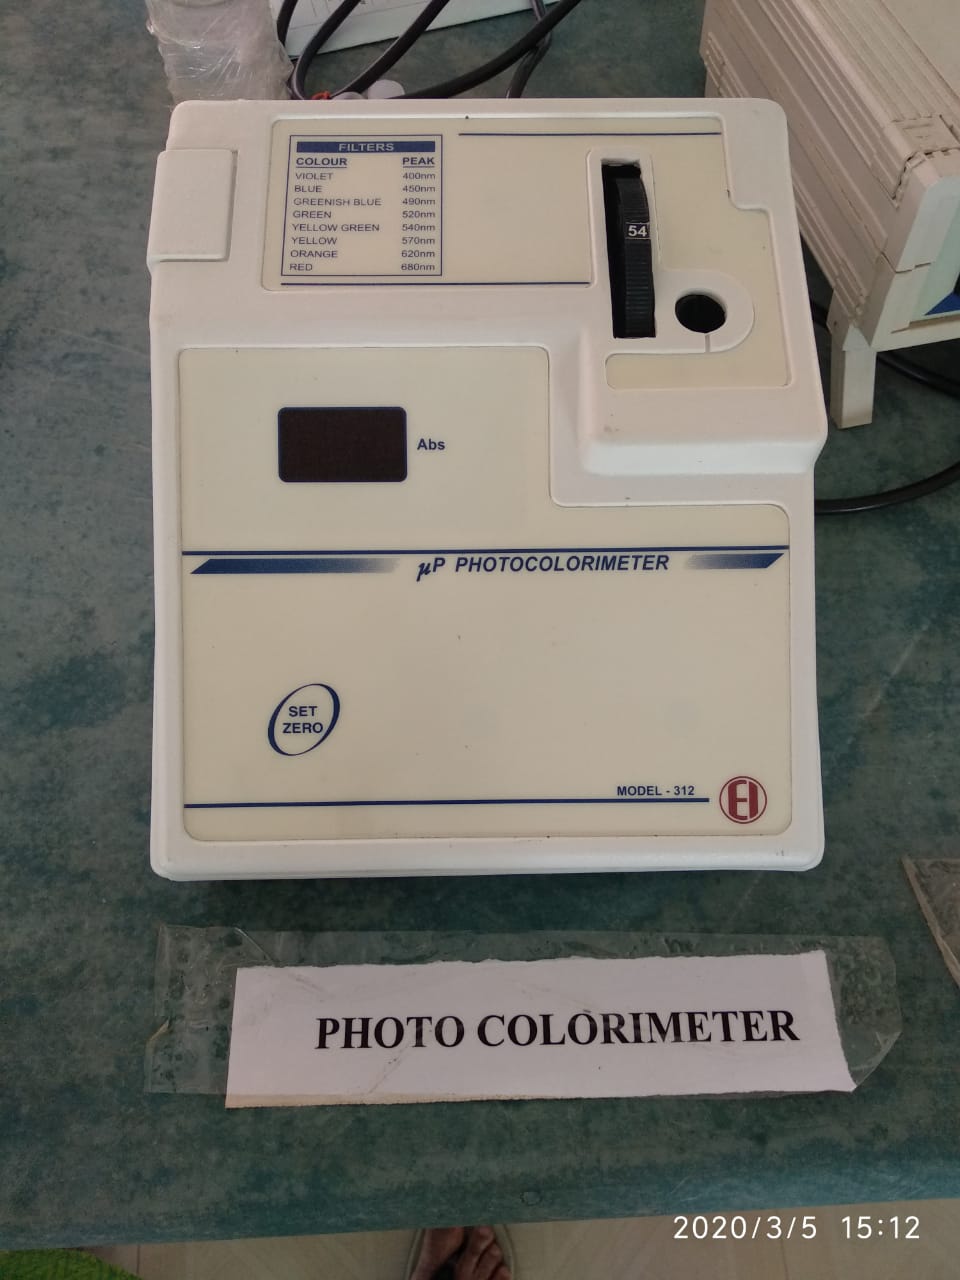 FILTERS
COLOUR PEAK
VIOLET 400nm
BLUE 450nm
GREENISH BLUE 490nm
GREEN 520nm
YELLOW GREEN 540nm
YELLOW 570nm
ORANGE 620nm
RED 680nm
54
Abs
µP PHOTOCOLORIMETER
SET
ZERO
MODEL - 312
EI
PHOTO COLORIMETER
2020/3/5 15:12